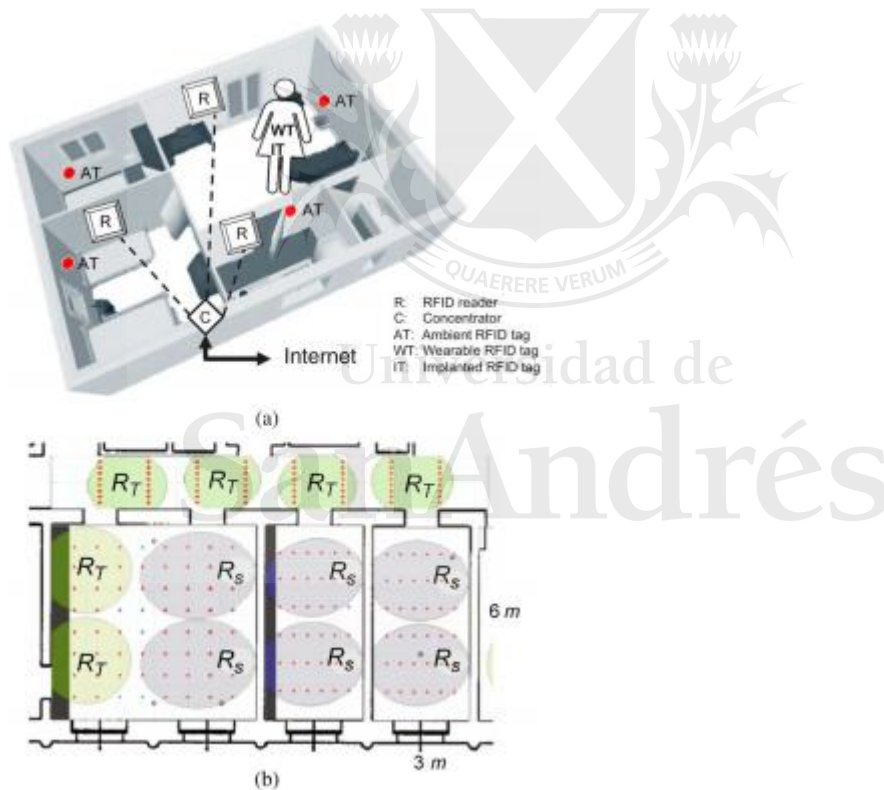 QUAERERE VERUM
Universidad de
San Andrés
R
AT
WT
IT
AT
R
R
AT
AT
C
Internet
R: RFID reader
C: Concentrator
AT: Ambient RFID tag
WT: Wearable RFID tag
IT: Implanted RFID tag
(a)
R_T R_T R_T R_T
R_T R_s R_s R_s
6 m
R_T R_s R_s R_s
3 m
(b)